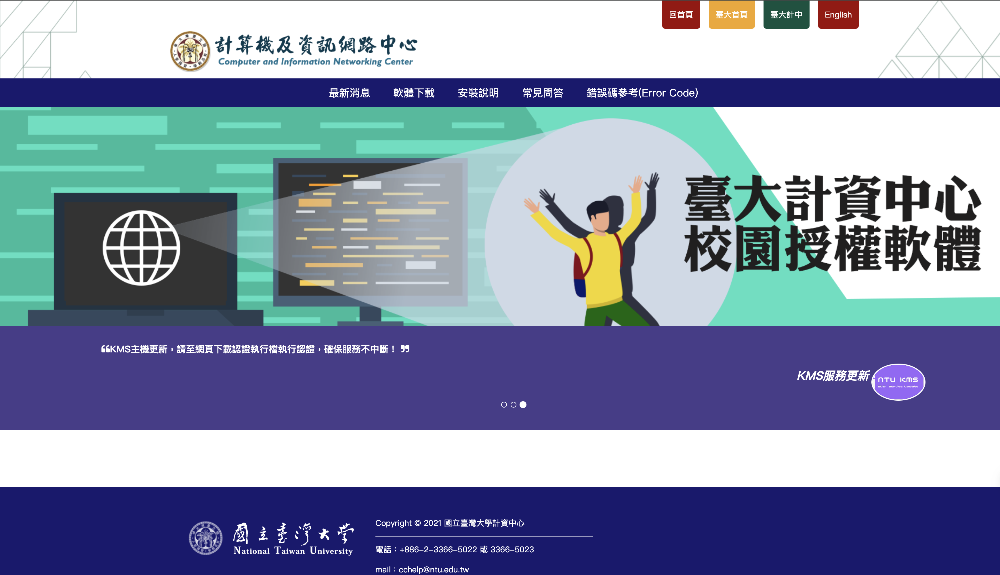 回首頁
臺大首頁
臺大計中
English
計算機及資訊網路中心
Computer and Information Networking Center
最新消息
軟體下載
安裝說明
常見問答
錯誤碼參考(Error Code)
臺大計資中心
校園授權軟體
❝KMS主機更新，請至網頁下載認證執行檔執行認證，確保服務不中斷！ ❞
KMS服務更新
NTU KMS
2021 Service Update
國立臺灣大學
National Taiwan University
Copyright © 2021 國立臺灣大學計資中心
電話：+886-2-3366-5022 或 3366-5023
mail：cchelp@ntu.edu.tw